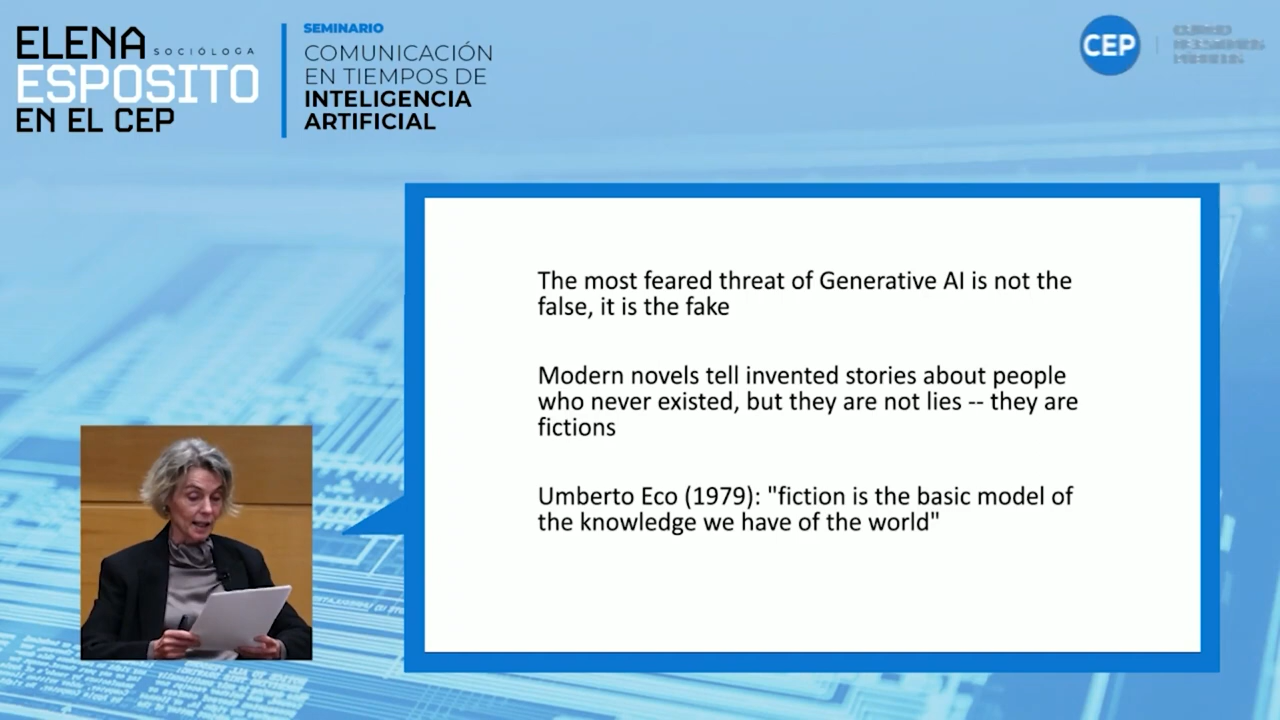 ELENA
SOCIÓLOGA
ESPOSITO
EN EL CEP
SEMINARIO
COMUNICACIÓN
EN TIEMPOS DE
INTELIGENCIA
ARTIFICIAL
CEP
The most feared threat of Generative AI is not the
false, it is the fake
Modern novels tell invented stories about people
who never existed, but they are not lies -- they are
fictions
Umberto Eco (1979): "fiction is the basic model of
the knowledge we have of the world"